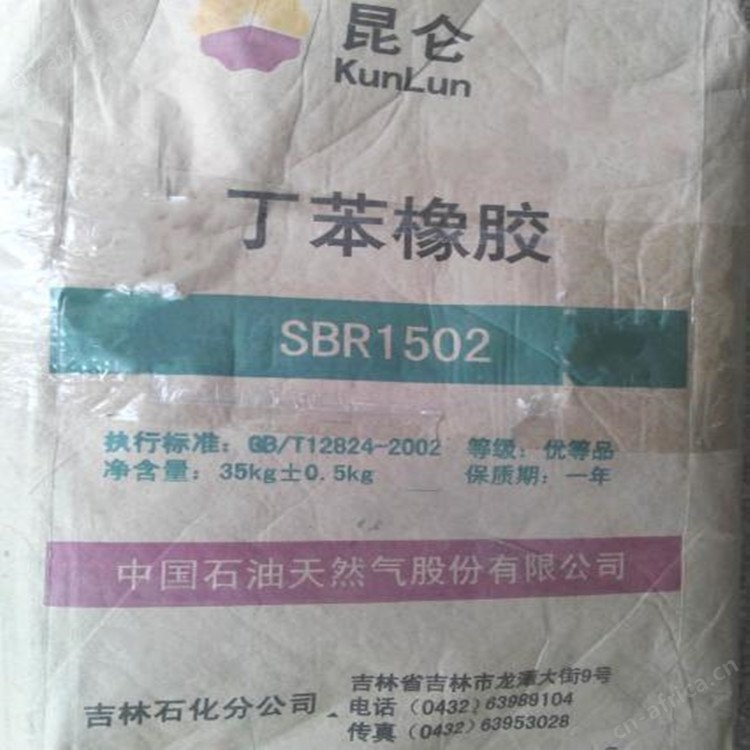 昆仑
KunLun
丁苯橡胶
SBR1502
执行标准：GB/T12824-2002 等级：优等品
净含量：35kg±0.5kg 保质期：一年
中国石油天然气股份有限公司
吉林石化分公司
吉林省吉林市龙潭大街9号
电话（0432）63989104
传真（0432）63953028